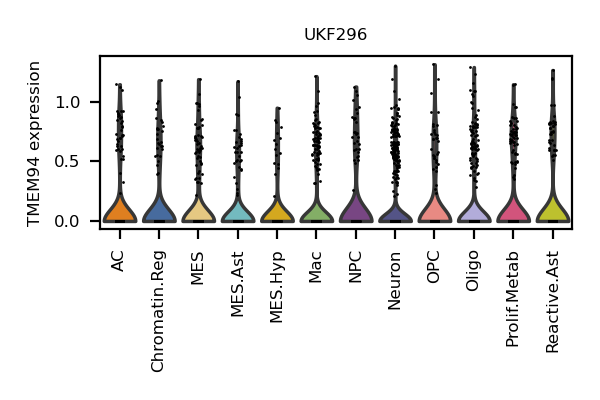 UKF296
TMEM94 expression
1.0
0.5
0.0
AC
Chromatin.Reg
MES
MES.Ast
MES.Hyp
Mac
NPC
Neuron
OPC
Oligo
Prolif.Metab
Reactive.Ast